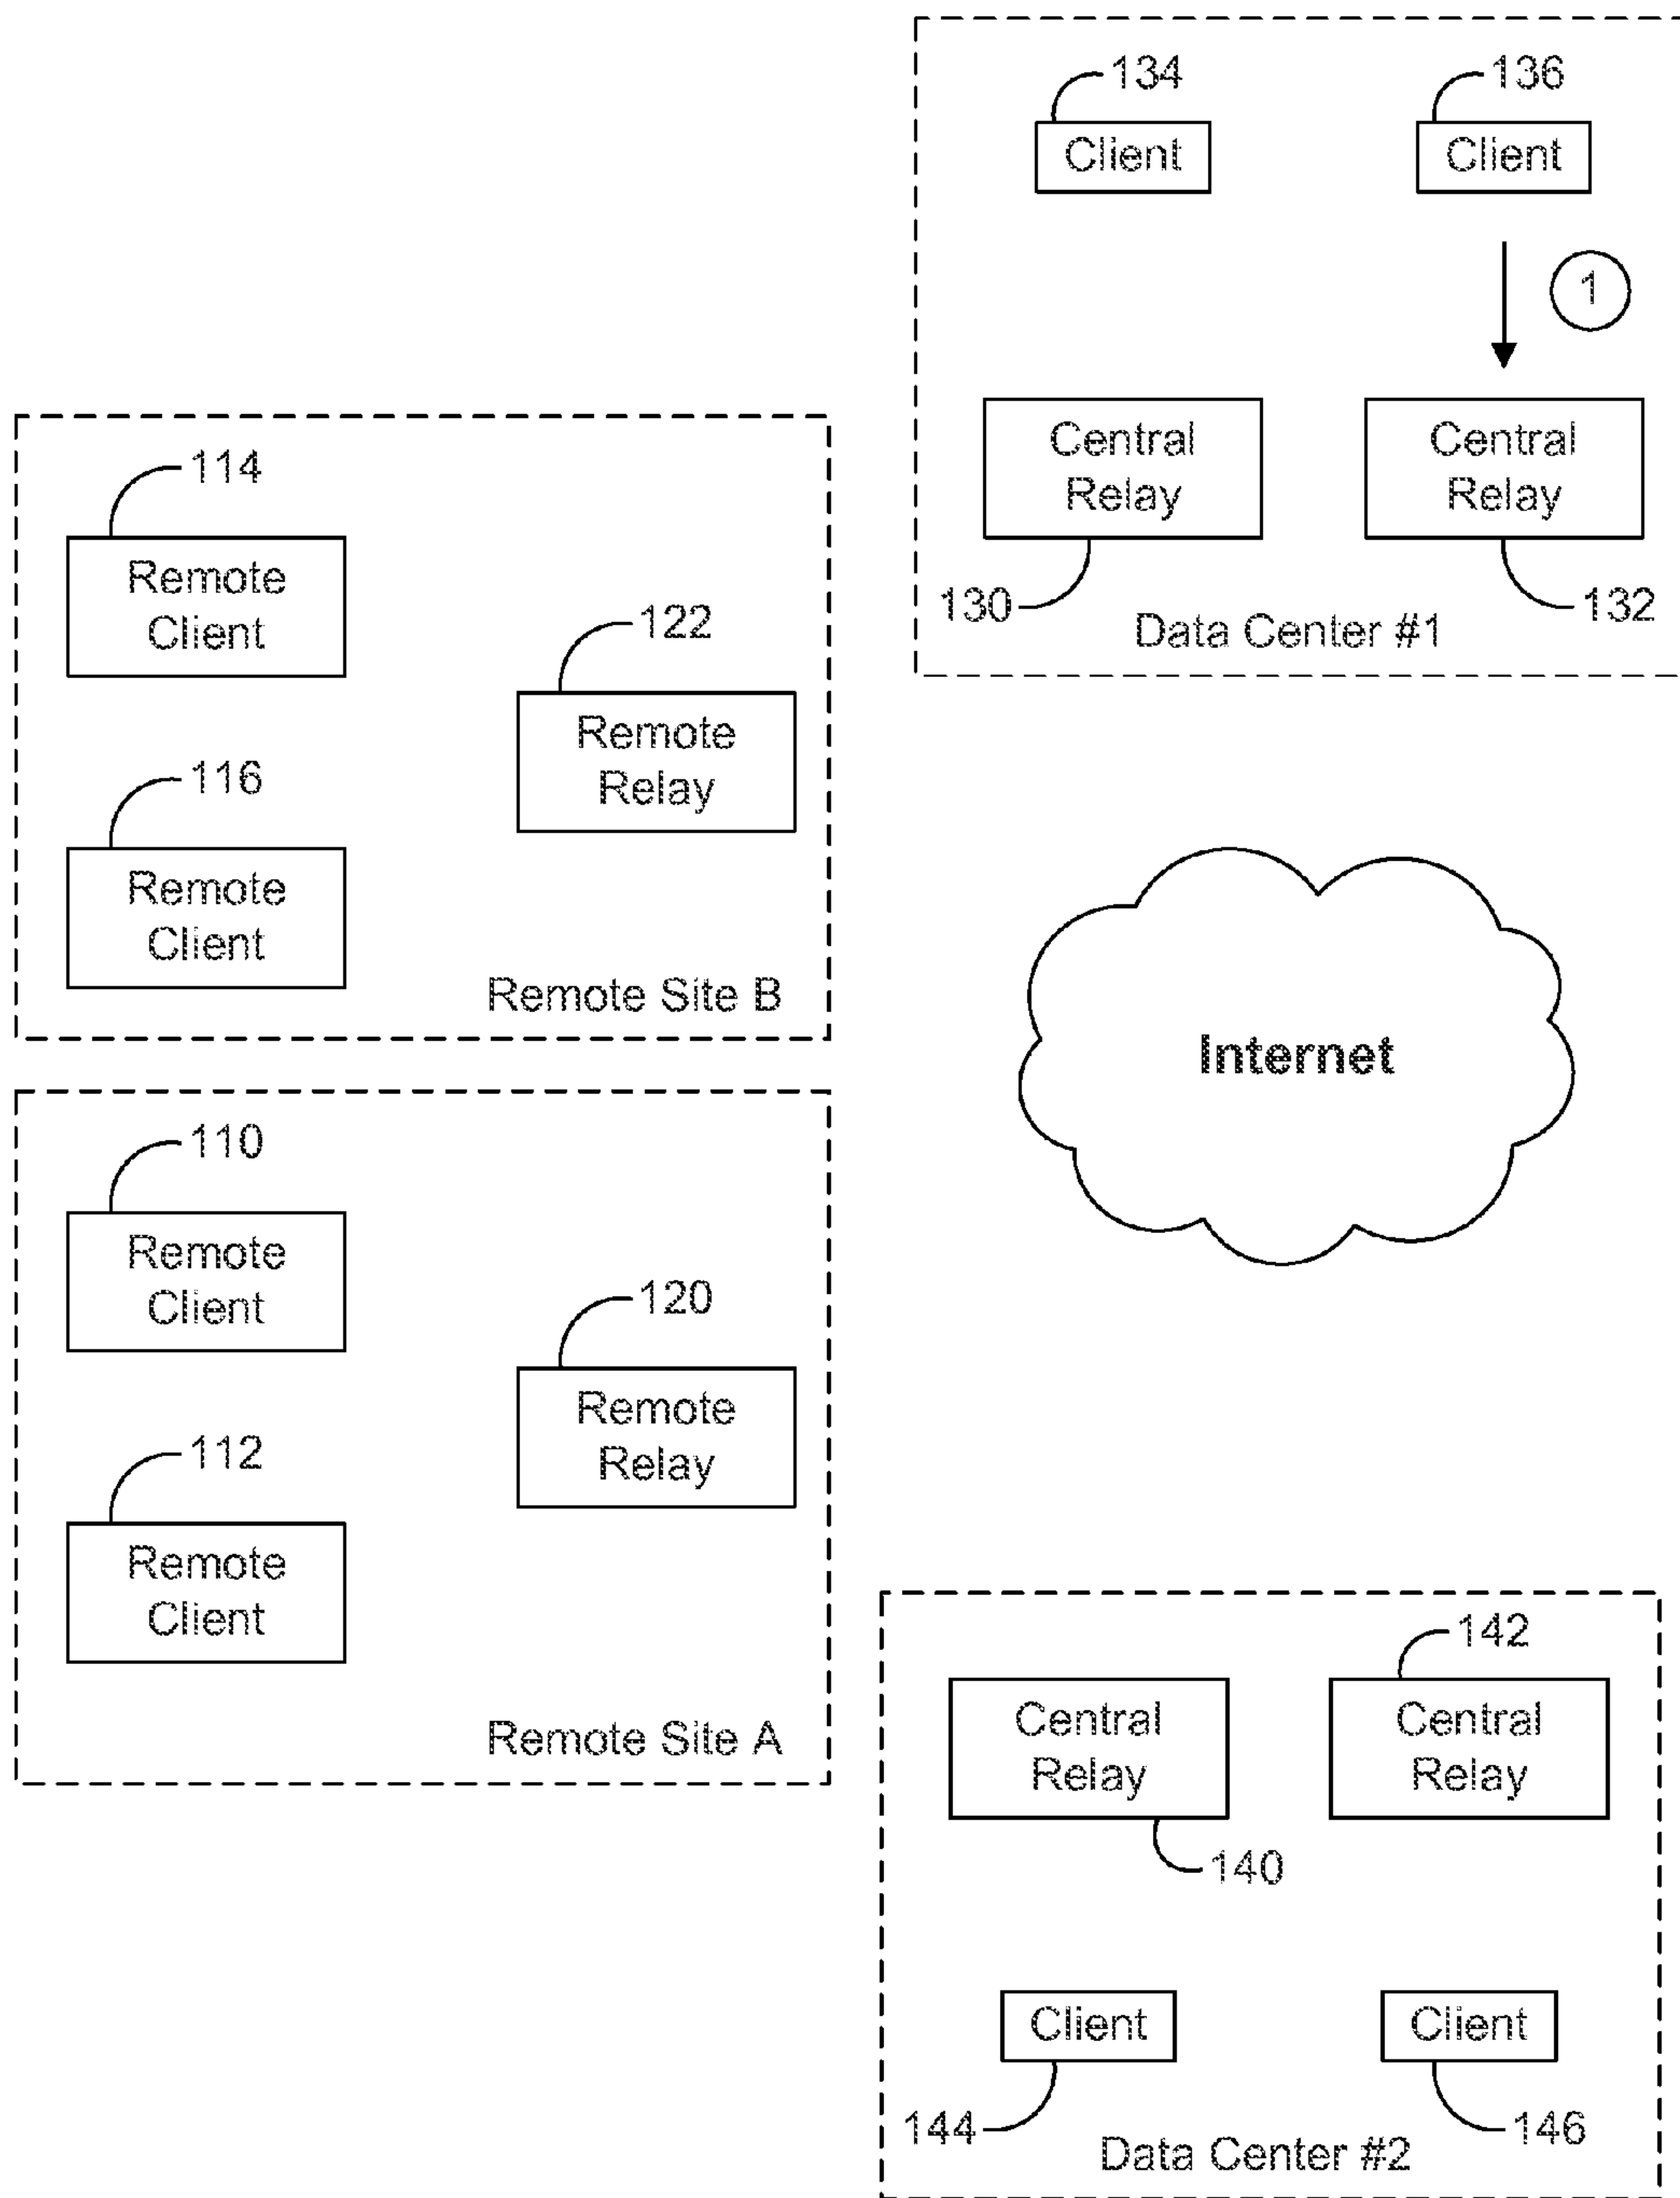 134
136
Client
Client
1
Central
Relay
Central
Relay
130
132
Data Center #1
114
Remote
Client
122
Remote
Relay
116
Remote
Client
Remote Site B
Internet
110
Remote
Client
120
Remote
Relay
112
Remote
Client
Remote Site A
142
Central
Relay
Central
Relay
140
Client
Client
144
146
Data Center #2